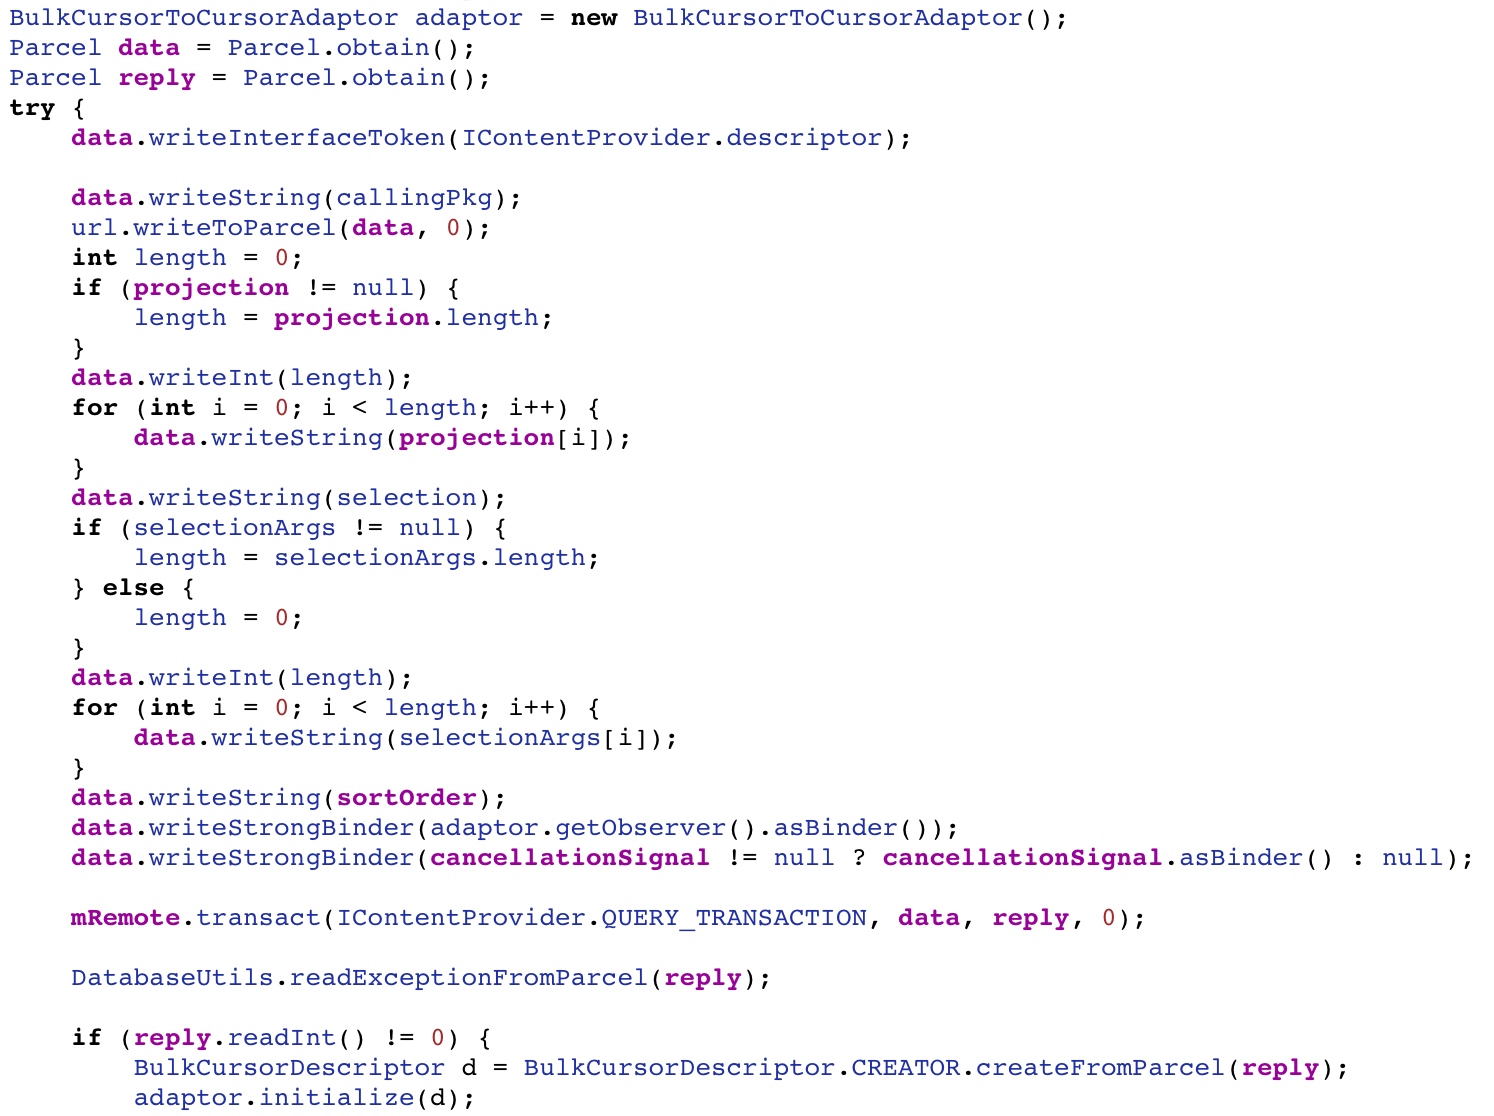 BulkCursorToCursorAdaptor adaptor = new BulkCursorToCursorAdaptor();
Parcel data = Parcel.obtain();
Parcel reply = Parcel.obtain();
try {
    data.writeInterfaceToken(IContentProvider.descriptor);

    data.writeString(callingPkg);
    url.writeToParcel(data, 0);
    int length = 0;
    if (projection != null) {
        length = projection.length;
    }
    data.writeInt(length);
    for (int i = 0; i < length; i++) {
        data.writeString(projection[i]);
    }
    data.writeString(selection);
    if (selectionArgs != null) {
        length = selectionArgs.length;
    } else {
        length = 0;
    }
    data.writeInt(length);
    for (int i = 0; i < length; i++) {
        data.writeString(selectionArgs[i]);
    }
    data.writeString(sortOrder);
    data.writeStrongBinder(adaptor.getObserver().asBinder());
    data.writeStrongBinder(cancellationSignal != null ? cancellationSignal.asBinder() : null);

    mRemote.transact(IContentProvider.QUERY_TRANSACTION, data, reply, 0);

    DatabaseUtils.readExceptionFromParcel(reply);

    if (reply.readInt() != 0) {
        BulkCursorDescriptor d = BulkCursorDescriptor.CREATOR.createFromParcel(reply);
        adaptor.initialize(d);